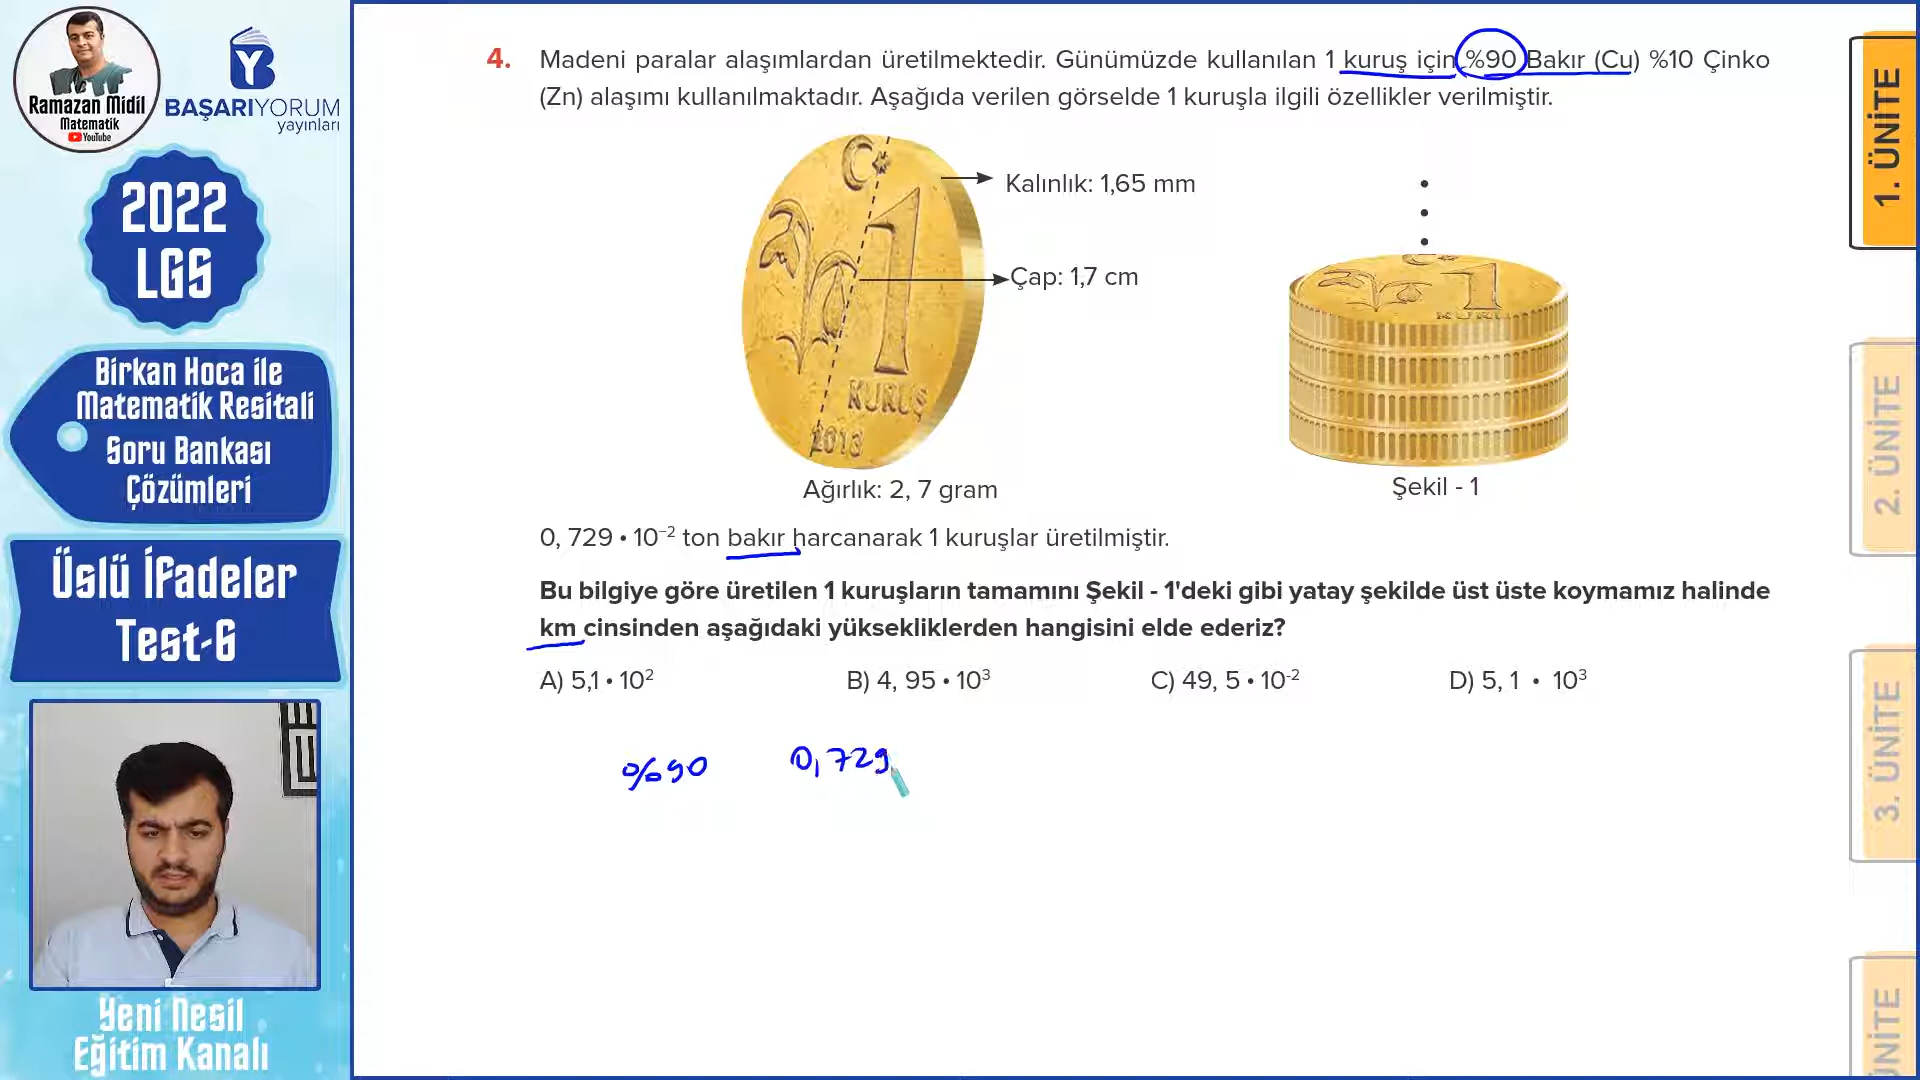 Ramazan Midil
Matematik
YouTube
BAŞARIYORUM
yayınları
2022
LGS
Birkan Hoca ile
Matematik Resitali
Soru Bankası
Çözümleri
Üslü İfadeler
Test-6
Yeni Nesil
Eğitim Kanalı
4. Madeni paralar alaşımlardan üretilmektedir. Günümüzde kullanılan 1 kuruş için %90 Bakır (Cu) %10 Çinko
(Zn) alaşımı kullanılmaktadır. Aşağıda verilen görselde 1 kuruşla ilgili özellikler verilmiştir.
Kalınlık: 1,65 mm
Çap: 1,7 cm
1
KURUŞ
2013
Ağırlık: 2, 7 gram
1
KURU
Şekil - 1
0, 729 • 10⁻² ton bakır harcanarak 1 kuruşlar üretilmiştir.
Bu bilgiye göre üretilen 1 kuruşların tamamını Şekil - 1'deki gibi yatay şekilde üst üste koymamız halinde
km cinsinden aşağıdaki yüksekliklerden hangisini elde ederiz?
A) 5,1 • 10²
B) 4, 95 • 10³
C) 49, 5 • 10⁻²
D) 5, 1 • 10³
%90 0,729
1. ÜNİTE
2. ÜNİTE
3. ÜNİTE
ÜNİTE